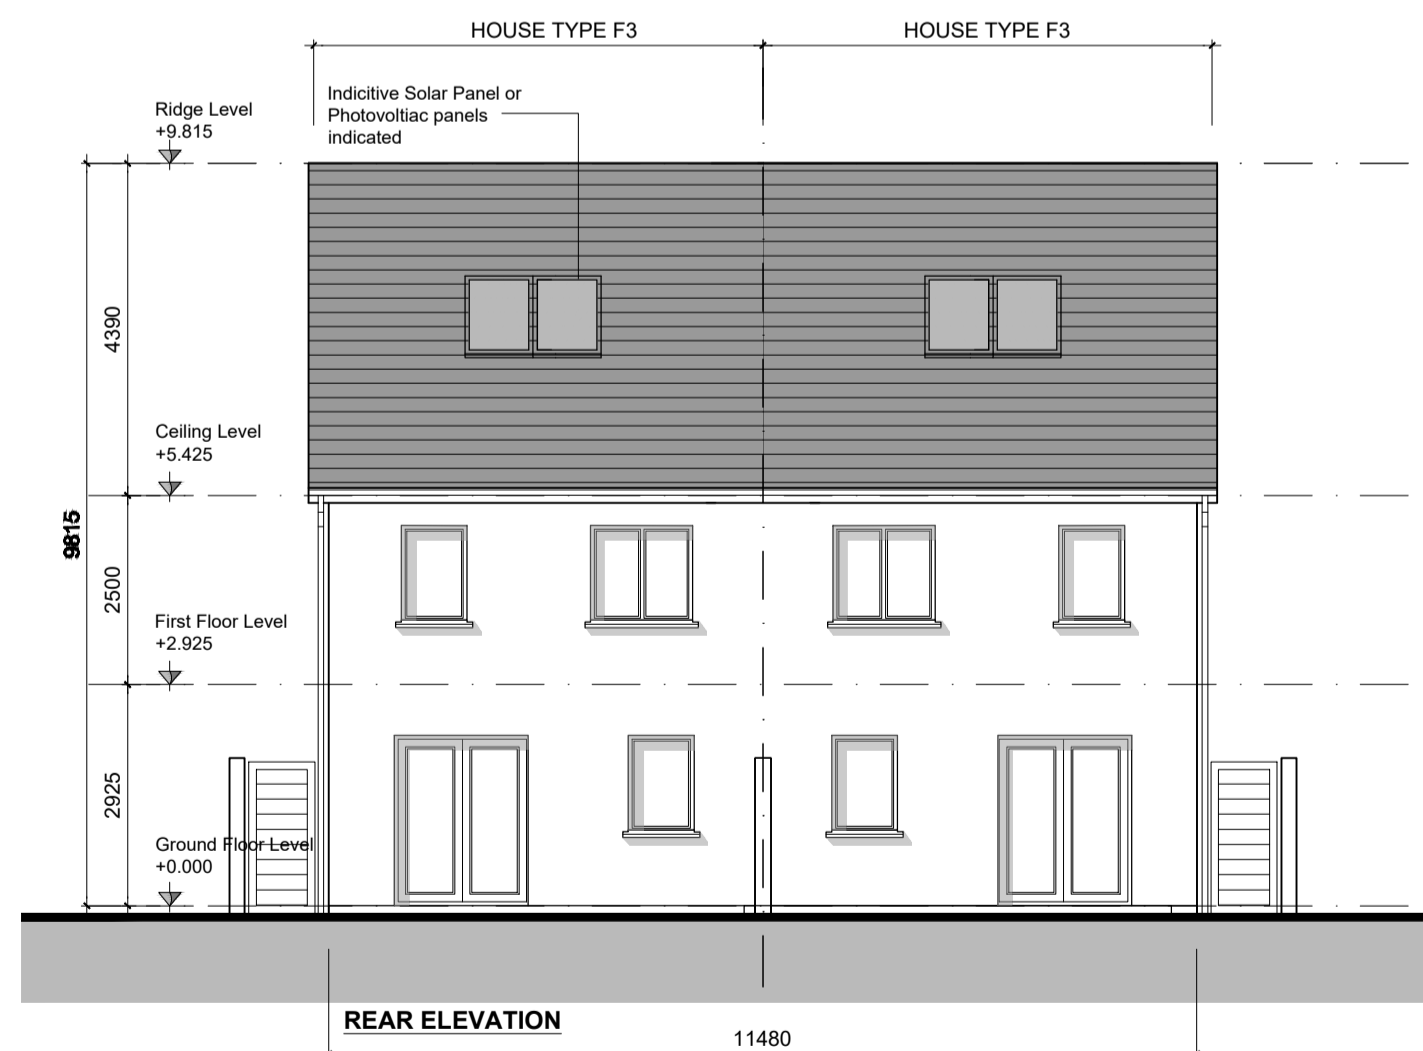 HOUSE TYPE F3
HOUSE TYPE F3
Indicitive Solar Panel or
Photovoltiac panels
indicated
Ridge Level
+9.815
4390
Ceiling Level
+5.425
9815
2500
First Floor Level
+2.925
2925
Ground Floor Level
+0.000
REAR ELEVATION
11480